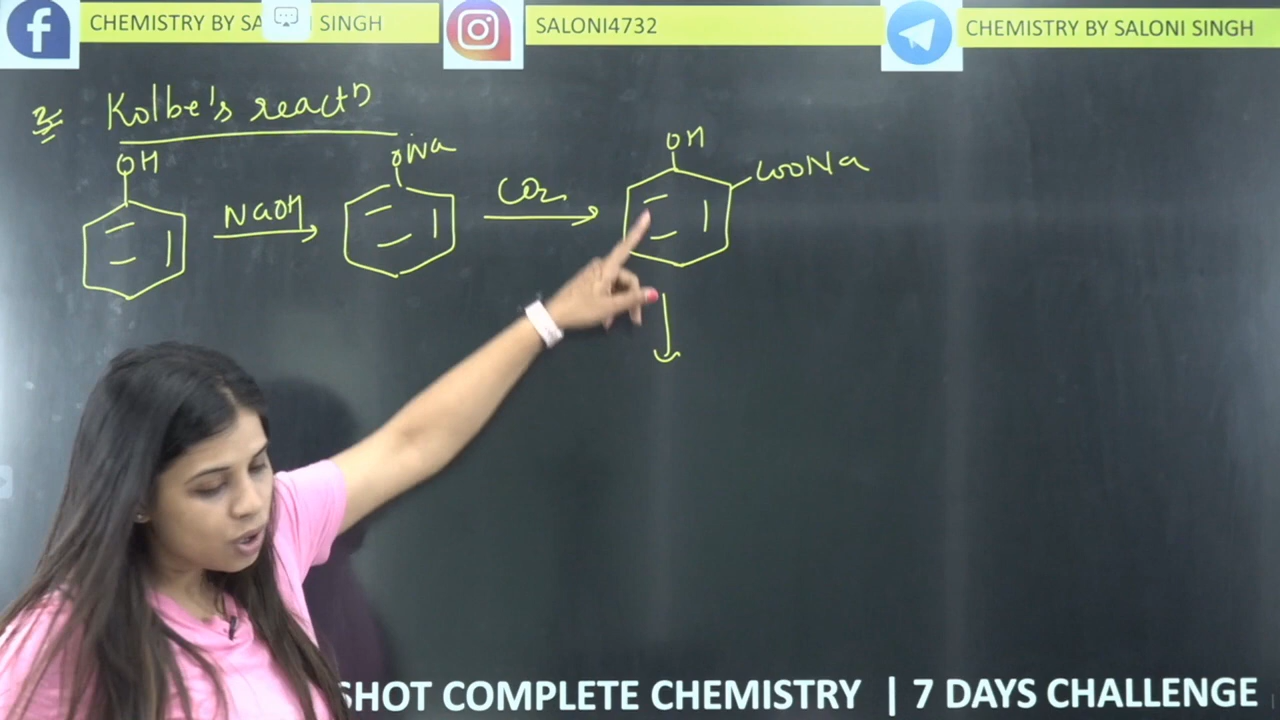 CHEMISTRY BY SA SINGH
SALONI4732
CHEMISTRY BY SALONI SINGH
2 Kolbe's reactn
OH
NaOH
ONa
CO2
OH
COONa
SHOT COMPLETE CHEMISTRY | 7 DAYS CHALLENGE